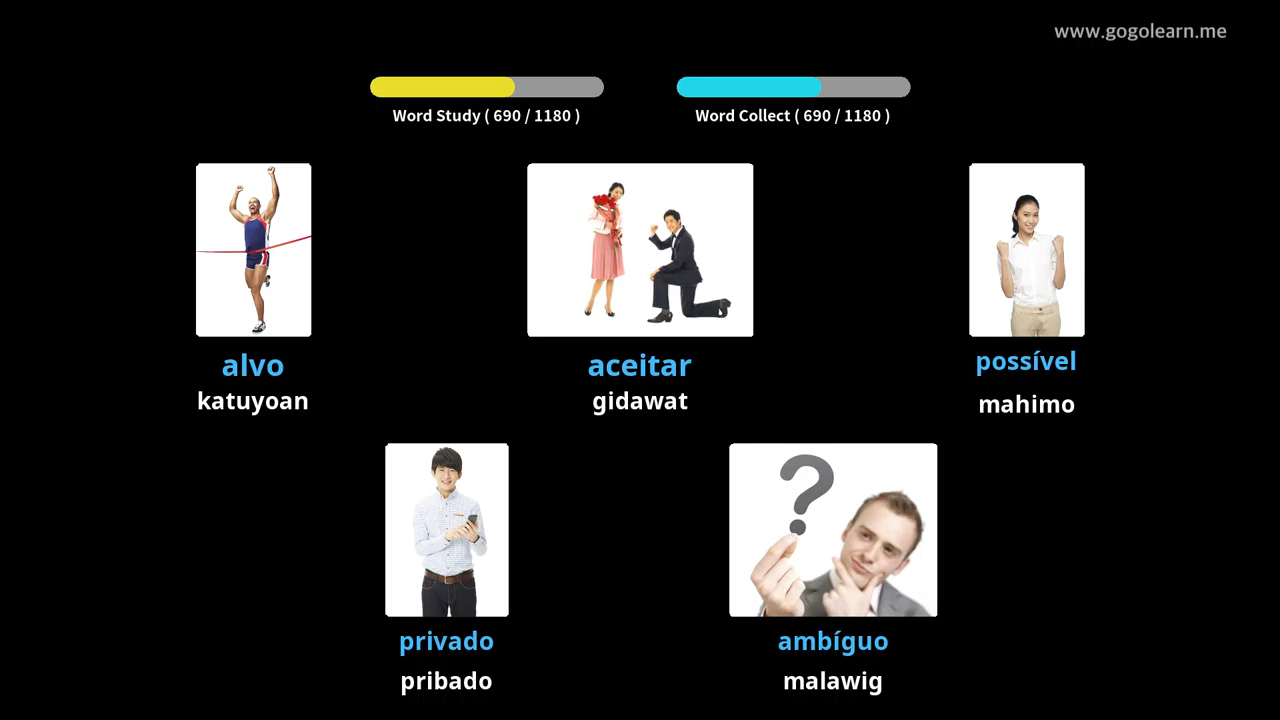 www.gogolearn.me
Word Study ( 690 / 1180 )
Word Collect ( 690 / 1180 )
alvo
katuyoan
aceitar
gidawat
possível
mahimo
privado
pribado
ambíguo
malawig